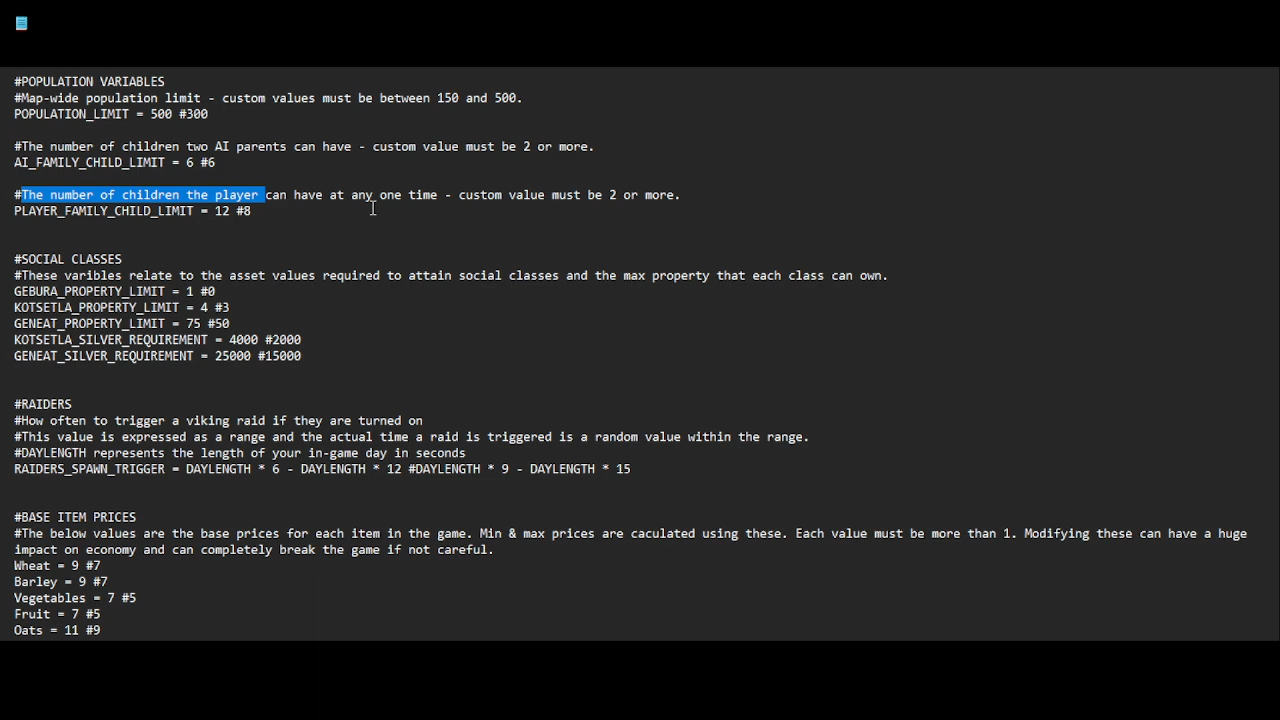 #POPULATION VARIABLES
#Map-wide population limit - custom values must be between 150 and 500.
POPULATION_LIMIT = 500 #300
#The number of children two AI parents can have - custom value must be 2 or more.
AI_FAMILY_CHILD_LIMIT = 6 #6
#The number of children the player can have at any one time - custom value must be 2 or more.
PLAYER_FAMILY_CHILD_LIMIT = 12 #8
#SOCIAL CLASSES
#These varibles relate to the asset values required to attain social classes and the max property that each class can own.
GEBURA_PROPERTY_LIMIT = 1 #0
KOTSETLA_PROPERTY_LIMIT = 4 #3
GENEAT_PROPERTY_LIMIT = 75 #50
KOTSETLA_SILVER_REQUIREMENT = 4000 #2000
GENEAT_SILVER_REQUIREMENT = 25000 #15000
#RAIDERS
#How often to trigger a viking raid if they are turned on
#This value is expressed as a range and the actual time a raid is triggered is a random value within the range.
#DAYLENGTH represents the length of your in-game day in seconds
RAIDERS_SPAWN_TRIGGER = DAYLENGTH * 6 - DAYLENGTH * 12 #DAYLENGTH * 9 - DAYLENGTH * 15
#BASE ITEM PRICES
#The below values are the base prices for each item in the game. Min & max prices are caculated using these. Each value must be more than 1. Modifying these can have a huge
impact on economy and can completely break the game if not careful.
Wheat = 9 #7
Barley = 9 #7
Vegetables = 7 #5
Fruit = 7 #5
Oats = 11 #9